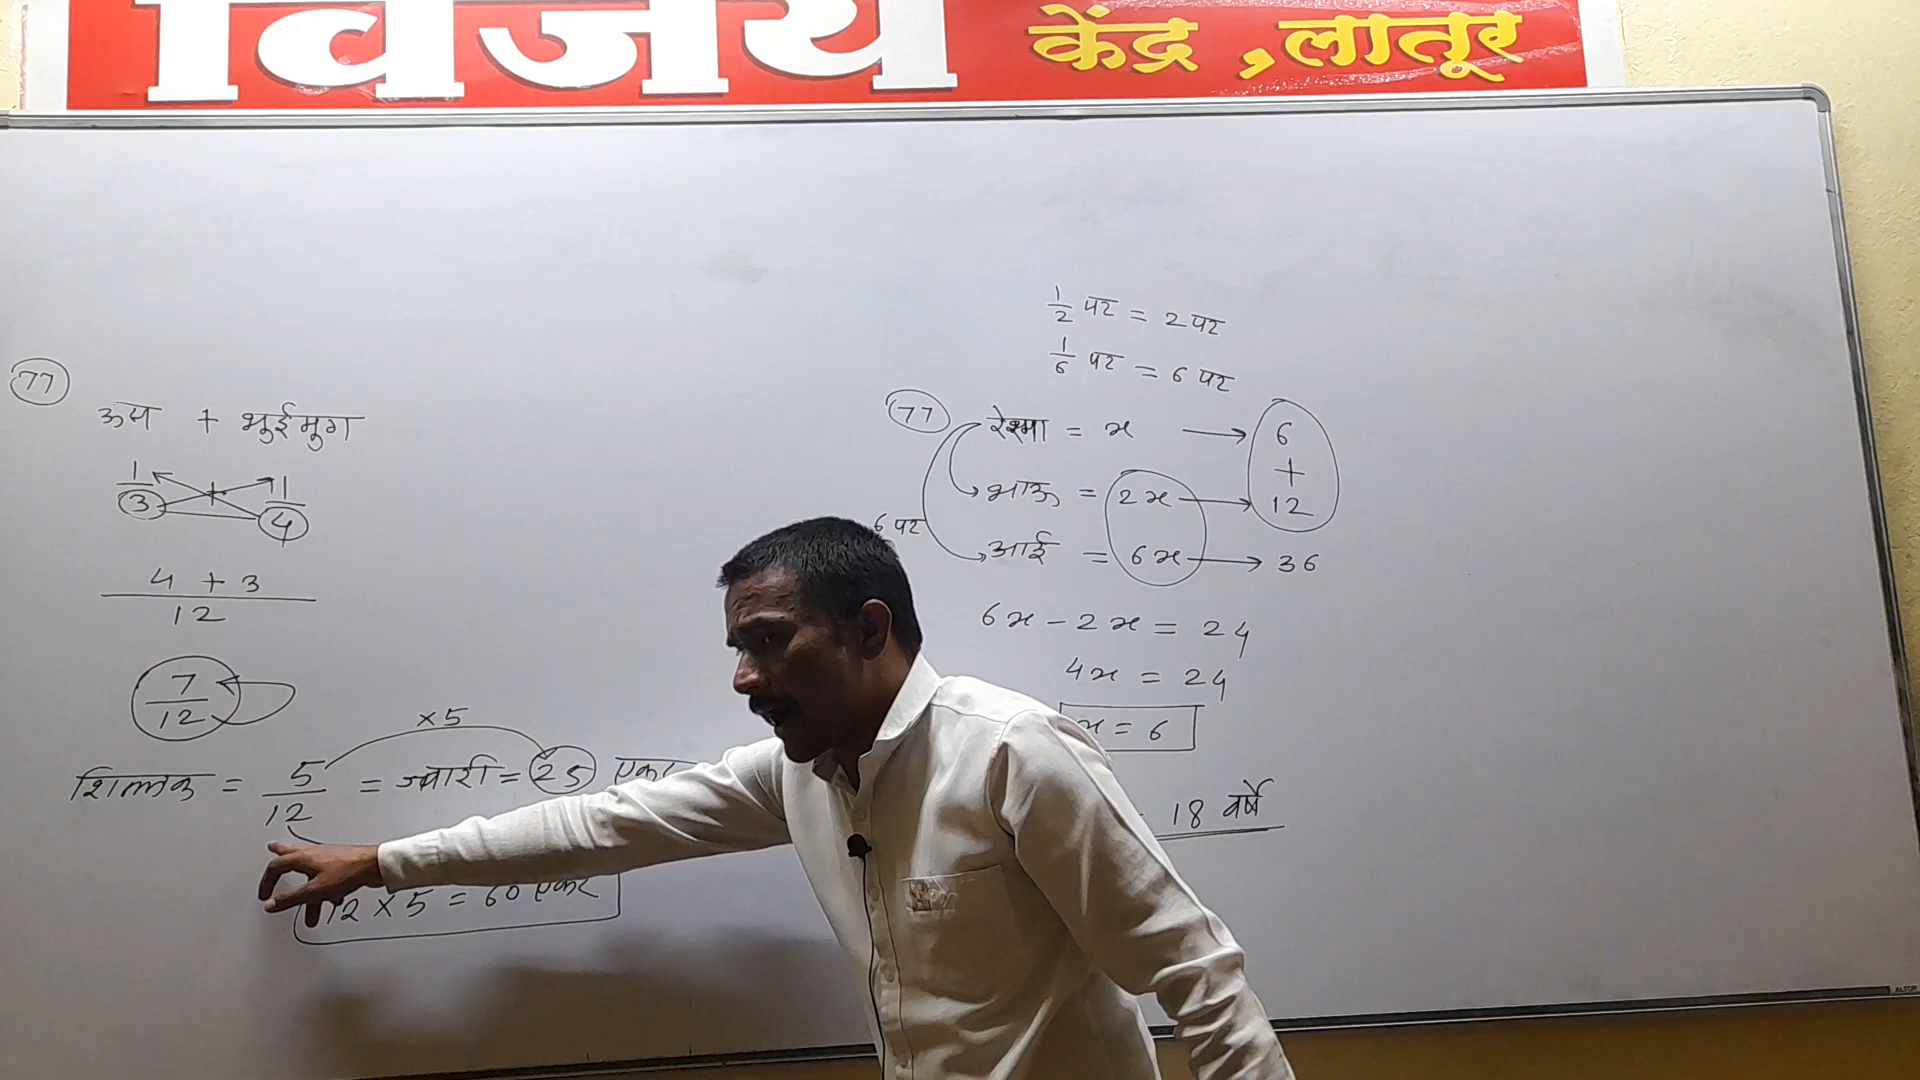 विजय केंद्र , लातूर
77
ऊस + भुईमुग
1/3 + 1/4
4 + 3 / 12
7/12
×5
शिल्लक = 5/12 = ज्वारी = 25 एकर
12 × 5 = 60 एकर
1/2 पट = 2 पट
1/6 पट = 6 पट
77
रेश्मा = x → 6
+
भाऊ = 2x → 12
6 पट
आई = 6x → 36
6x - 2x = 24
4x = 24
x = 6
18 वर्षे
ALTOP